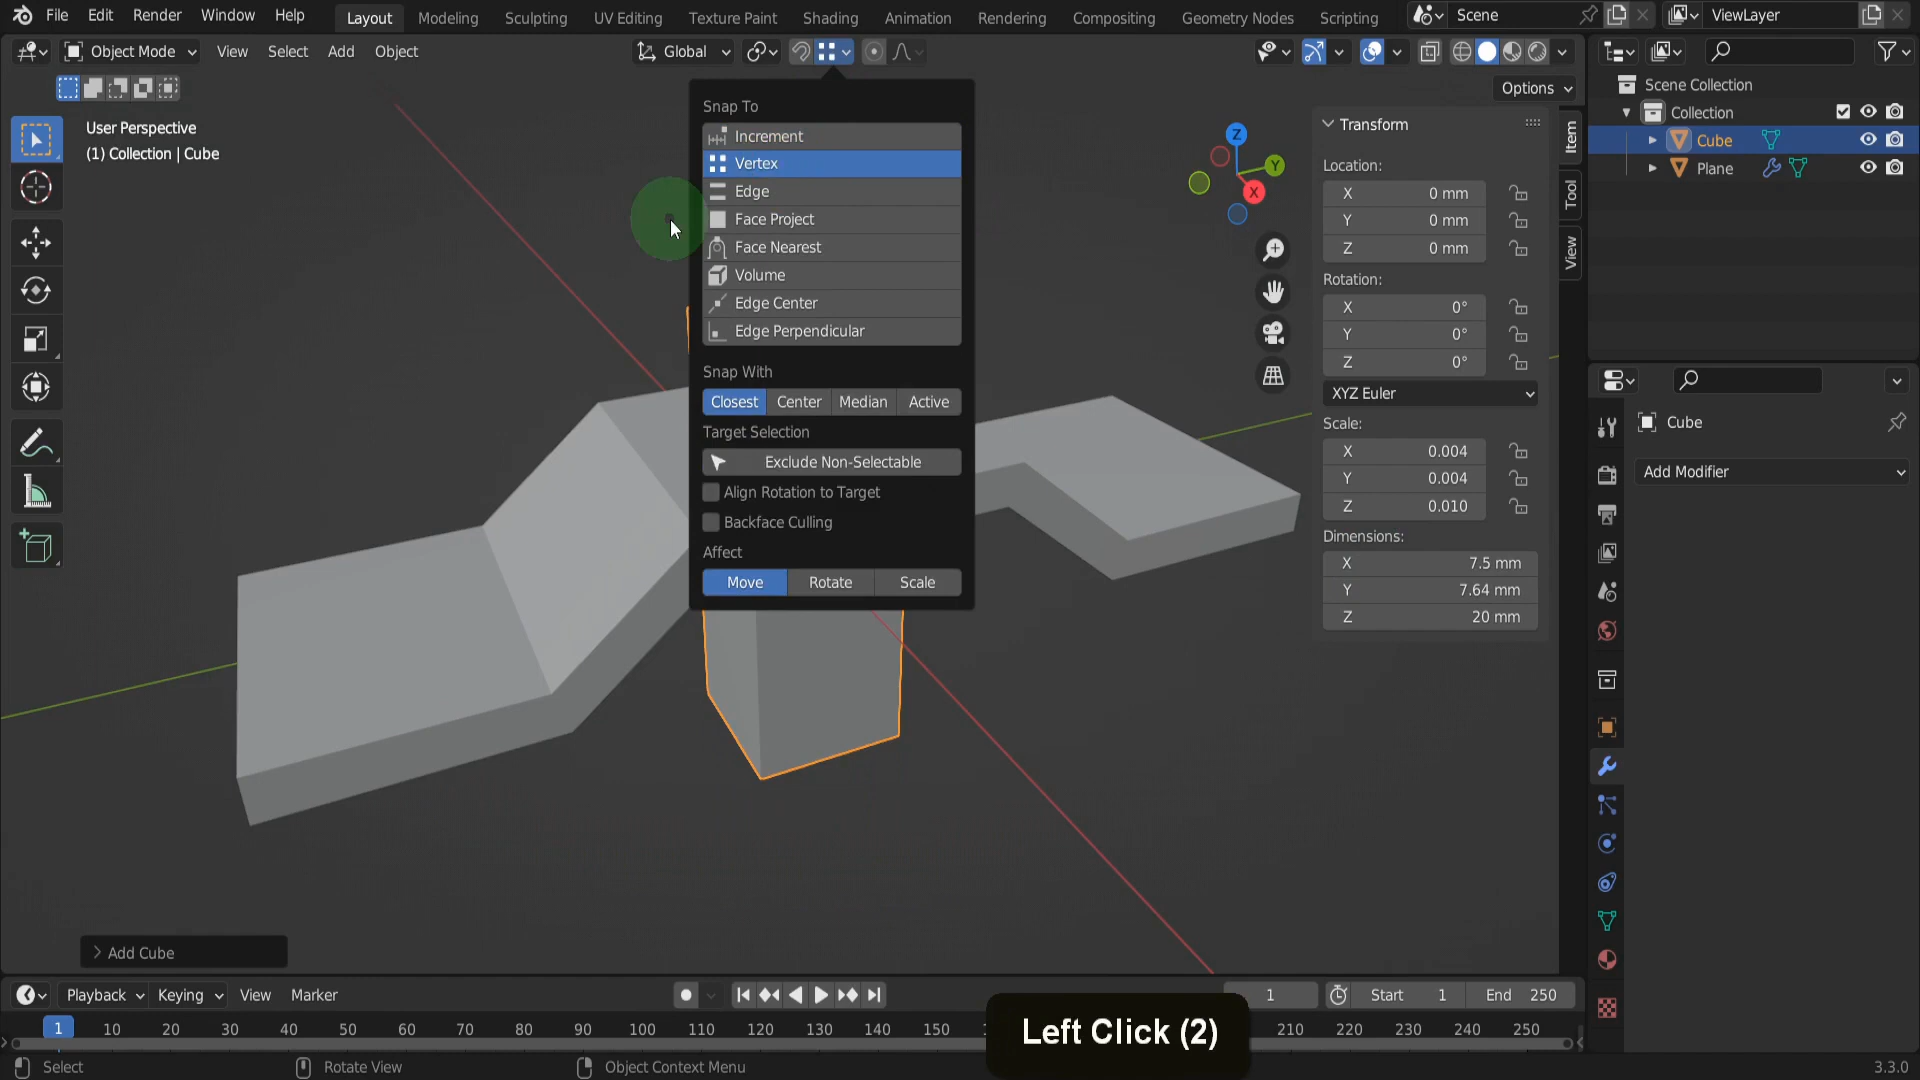 File Edit Render Window Help Layout Modeling Sculpting UV Editing Texture Paint Shading Animation Rendering Compositing Geometry Nodes Scripting Scene ViewLayer
Object Mode View Select Add Object Global
Options
User Perspective
(1) Collection | Cube
Snap To
Increment
Vertex
Edge
Face Project
Face Nearest
Volume
Edge Center
Edge Perpendicular
Snap With
Closest Center Median Active
Target Selection
Exclude Non-Selectable
Align Rotation to Target
Backface Culling
Affect
Move Rotate Scale
Z
Y
X
Transform
Location:
X 0 mm
Y 0 mm
Z 0 mm
Rotation:
X 0°
Y 0°
Z 0°
XYZ Euler
Scale:
X 0.004
Y 0.004
Z 0.010
Dimensions:
X 7.5 mm
Y 7.64 mm
Z 20 mm
Item
Tool
View
Scene Collection
Collection
Cube
Plane
Cube
Add Modifier
Add Cube
Playback Keying View Marker 1 Start 1 End 250
1 10 20 30 40 50 60 70 80 90 100 110 120 130 140 150 210 220 230 240 250
Left Click (2)
Select Rotate View Object Context Menu 3.3.0